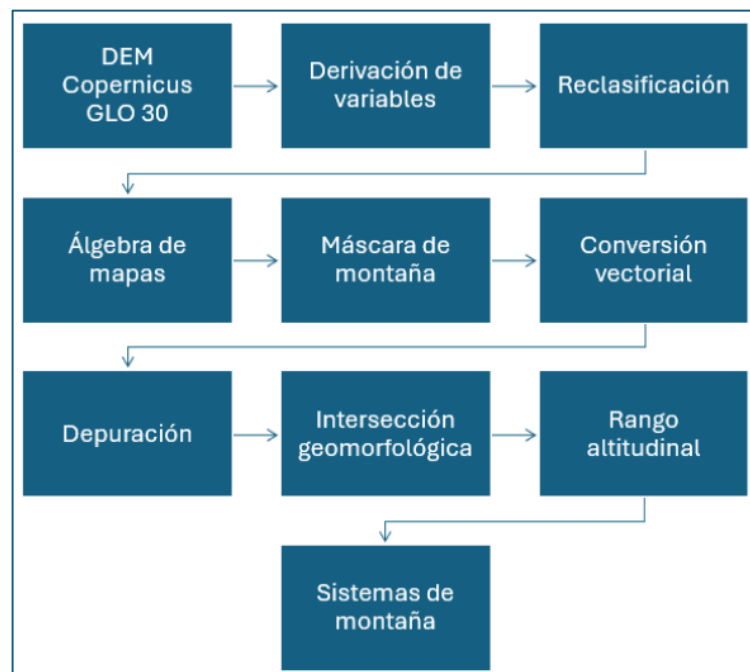 DEM
Copernicus
GLO 30
Derivación de
variables
Reclasificación
Álgebra de
mapas
Máscara de
montaña
Conversión
vectorial
Depuración
Intersección
geomorfológica
Rango
altitudinal
Sistemas de
montaña